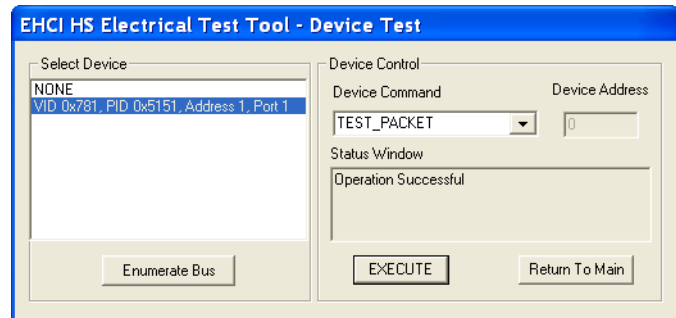 EHCI HS Electrical Test Tool - Device Test
Select Device
NONE
VID 0x781, PID 0x5151, Address 1, Port 1
Enumerate Bus
Device Control
Device Command
Device Address
TEST_PACKET
0
Status Window
Operation Successful
EXECUTE
Return To Main